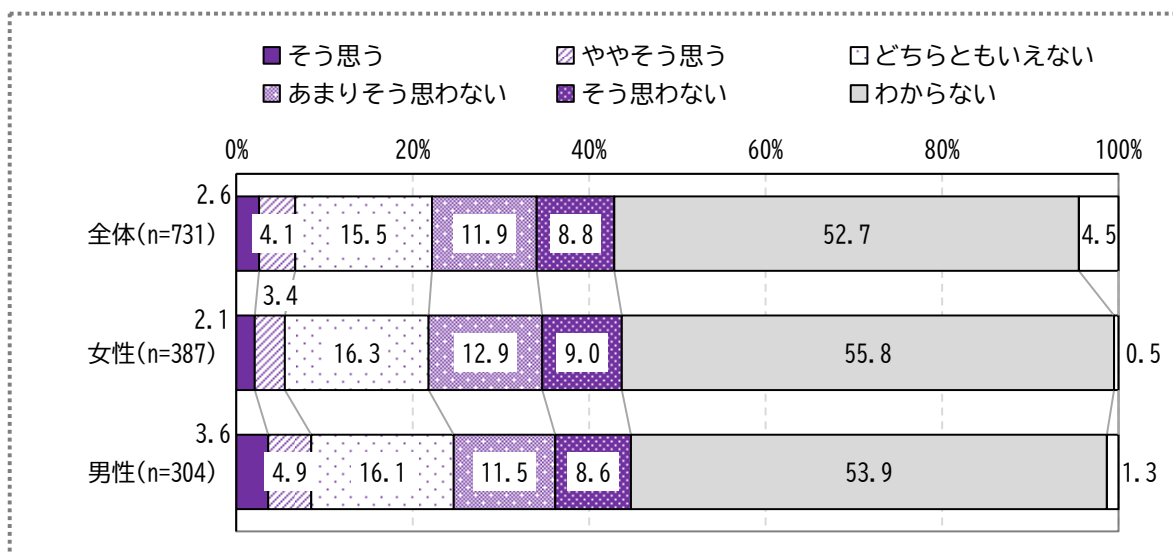 ■そう思う ▨ややそう思う □どちらともいえない
▩あまりそう思わない ■そう思わない □わからない
0% 20% 40% 60% 80% 100%
2.6
全体(n=731) 4.1 15.5 11.9 8.8 52.7 4.5
3.4
2.1
女性(n=387) 16.3 12.9 9.0 55.8 0.5
3.6
男性(n=304) 4.9 16.1 11.5 8.6 53.9 1.3